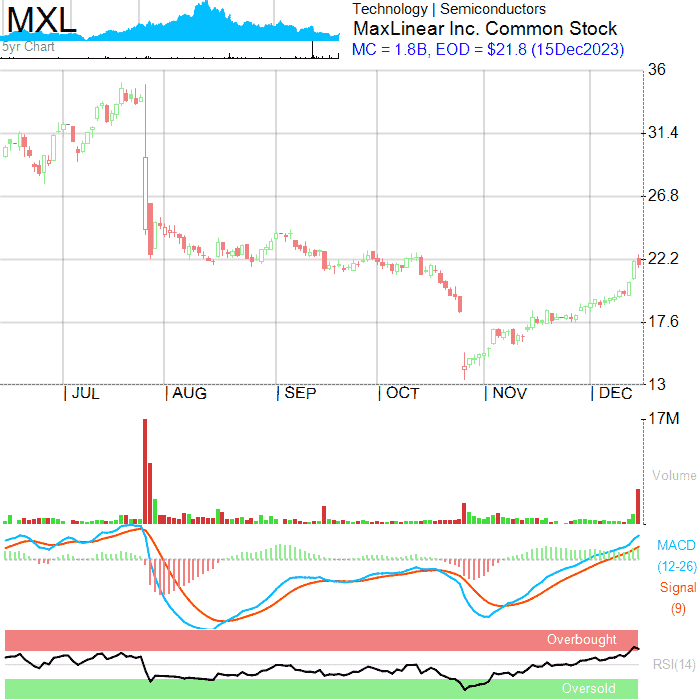 MXL
5yr Chart
Technology | Semiconductors
MaxLinear Inc. Common Stock
MC = 1.8B, EOD = $21.8 (15Dec2023)
36
31.4
26.8
22.2
17.6
13
| JUL | AUG | SEP | OCT | NOV | DEC
17M
Volume
MACD
(12-26)
Signal
(9)
Overbought
RSI(14)
Oversold